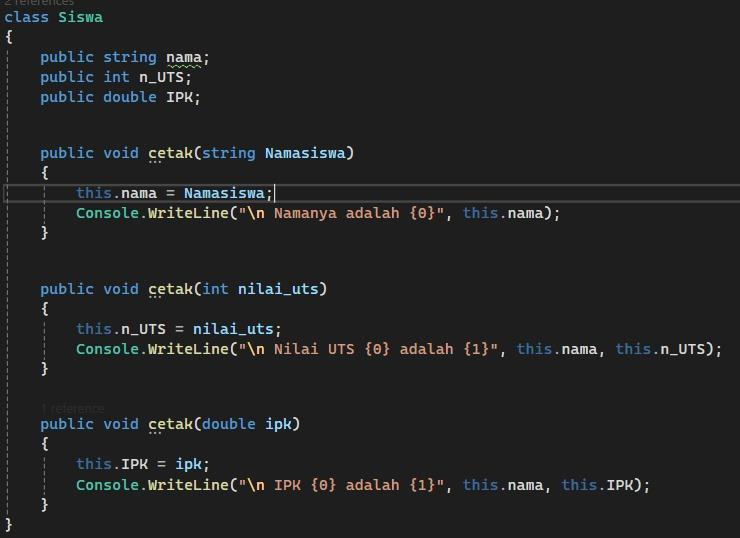 2 references
class Siswa
{
public string nama;
public int n_UTS;
public double IPK;
public void cetak(string Namasiswa)
{
this.nama = Namasiswa;
Console.WriteLine("\n Namanya adalah {0}", this.nama);
}
public void cetak(int nilai_uts)
{
this.n_UTS = nilai_uts;
Console.WriteLine("\n Nilai UTS {0} adalah {1}", this.nama, this.n_UTS);
}
1 reference
public void cetak(double ipk)
{
this.IPK = ipk;
Console.WriteLine("\n IPK {0} adalah {1}", this.nama, this.IPK);
}
}